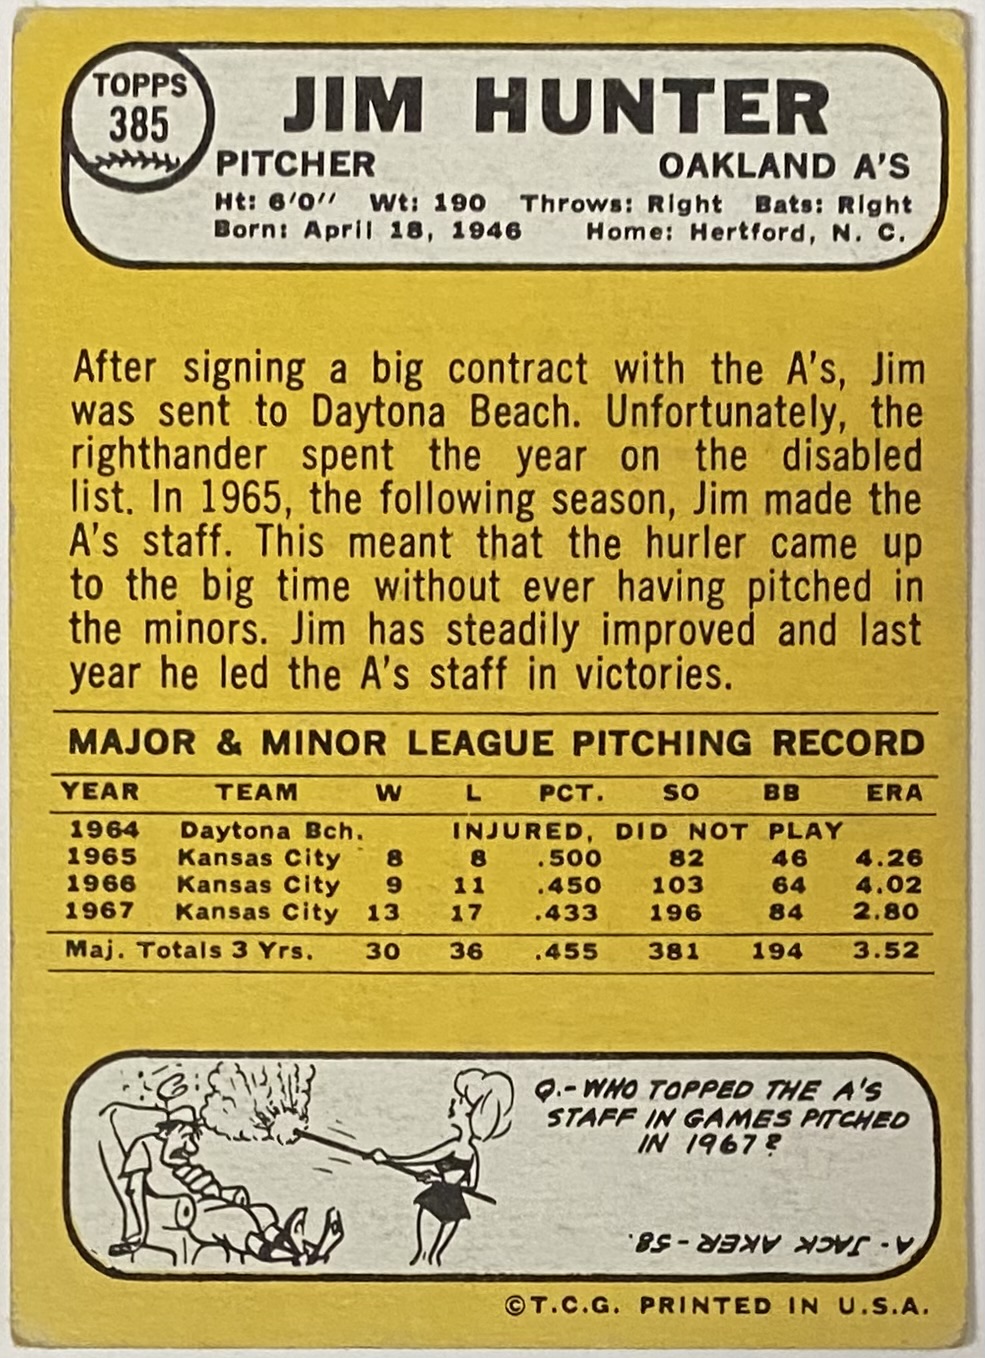 TOPPS
385
JIM HUNTER
PITCHER OAKLAND A'S
Ht: 6'0'' Wt: 190 Throws: Right Bats: Right
Born: April 18, 1946 Home: Hertford, N. C.
After signing a big contract with the A's, Jim
was sent to Daytona Beach. Unfortunately, the
righthander spent the year on the disabled
list. In 1965, the following season, Jim made the
A's staff. This meant that the hurler came up
to the big time without ever having pitched in
the minors. Jim has steadily improved and last
year he led the A's staff in victories.
MAJOR & MINOR LEAGUE PITCHING RECORD
YEAR TEAM W L PCT. SO BB ERA
1964 Daytona Bch. INJURED, DID NOT PLAY
1965 Kansas City 8 8 .500 82 46 4.26
1966 Kansas City 9 11 .450 103 64 4.02
1967 Kansas City 13 17 .433 196 84 2.80
Maj. Totals 3 Yrs. 30 36 .455 381 194 3.52
Q.-WHO TOPPED THE A'S
STAFF IN GAMES PITCHED
IN 1967?
A-JACK AKER-58.
©T.C.G. PRINTED IN U.S.A.